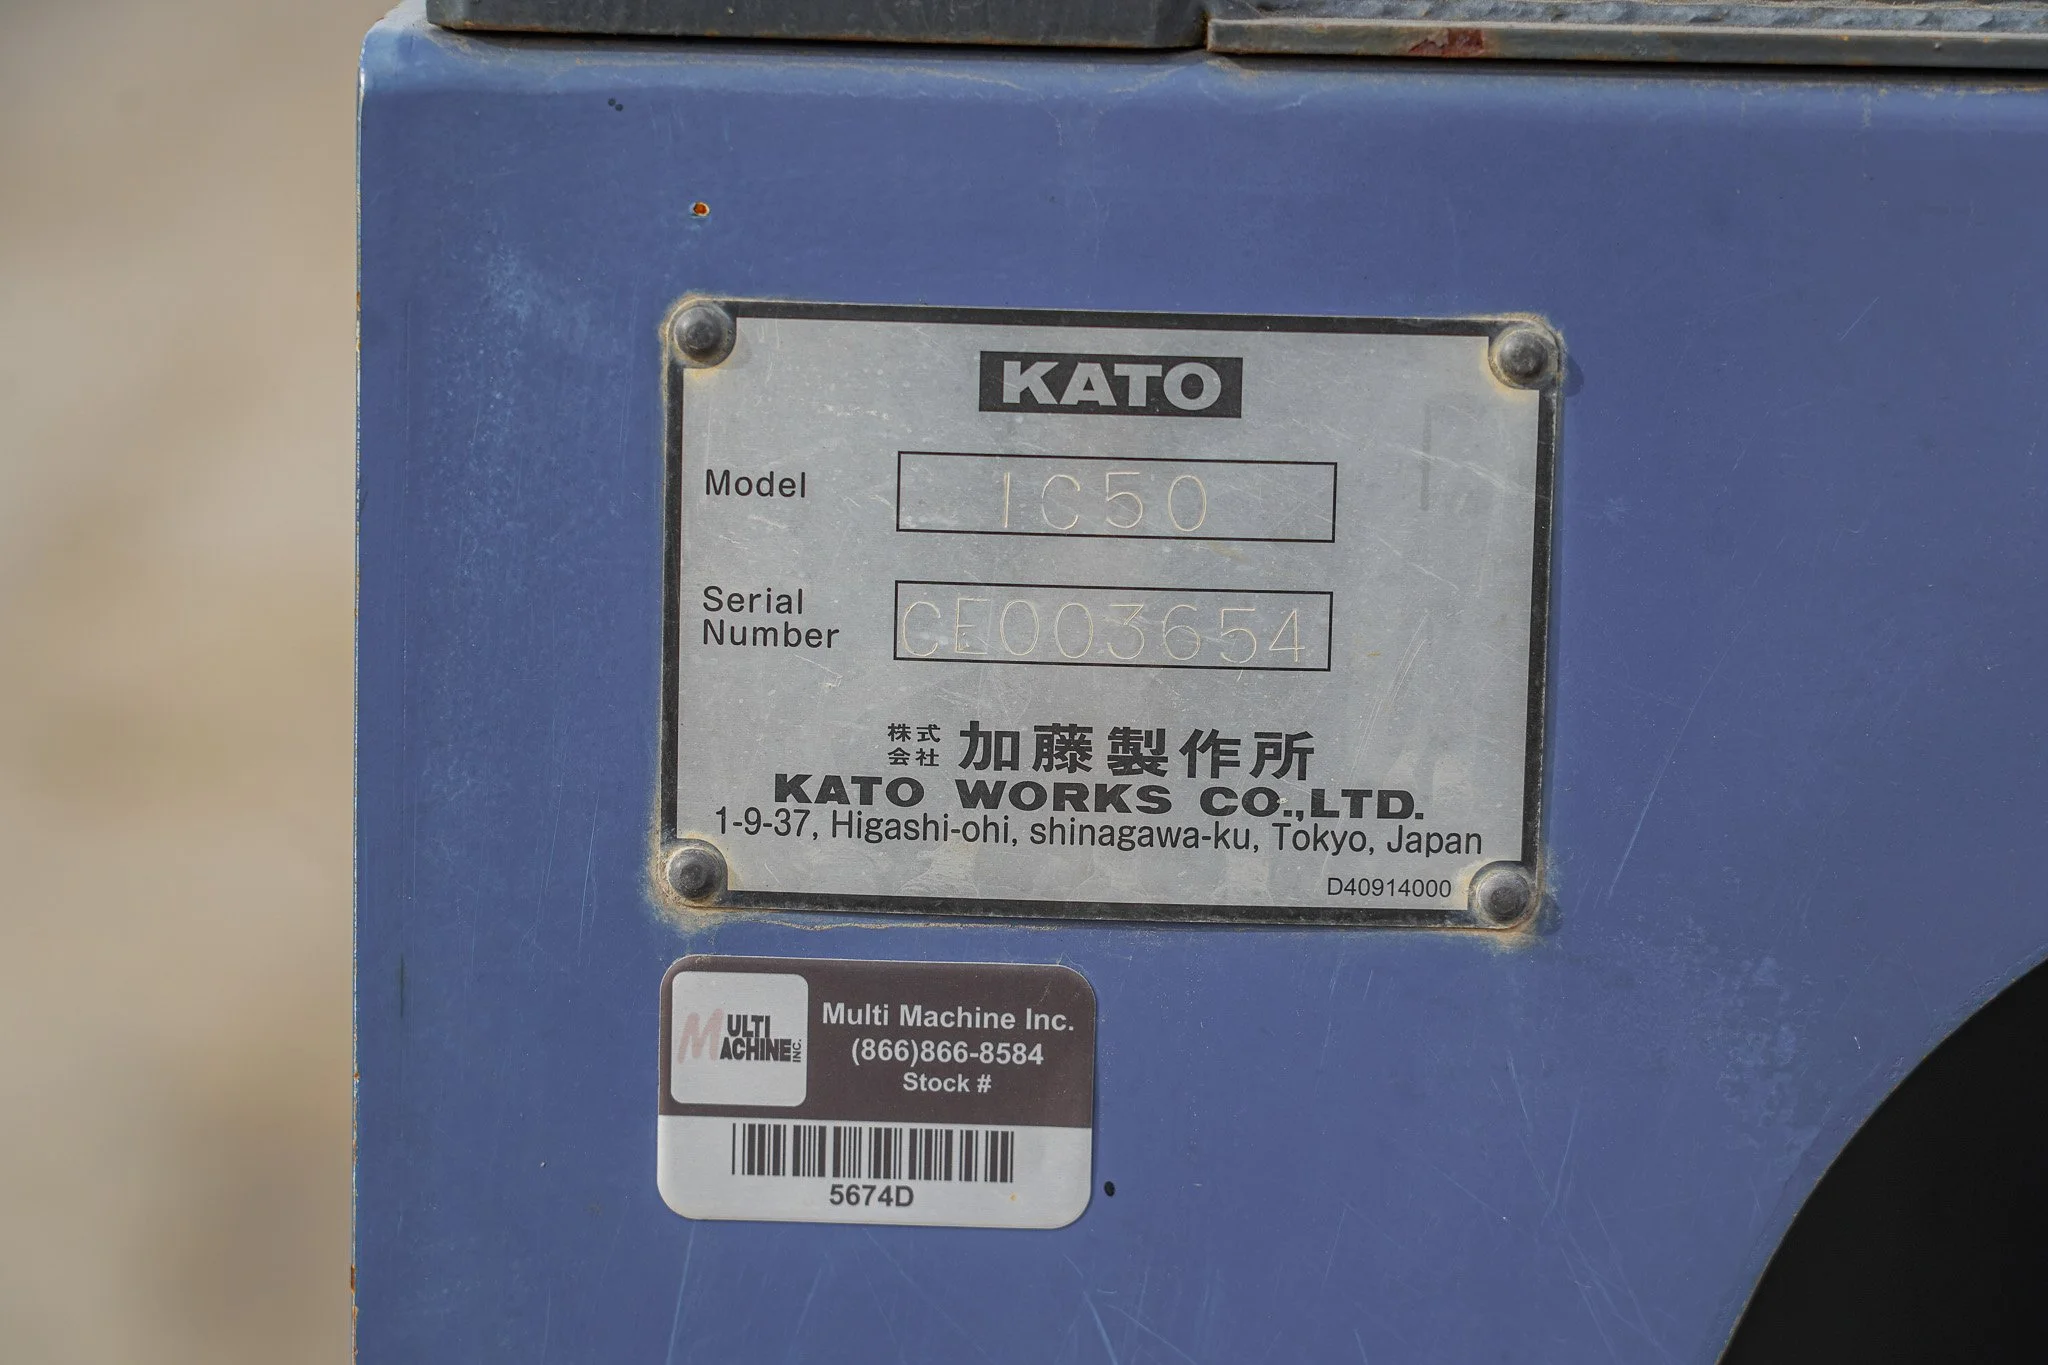 KATO
Model IC50
Serial
Number CE003654
株式
会社 加藤製作所
KATO WORKS CO.,LTD.
1-9-37, Higashi-ohi, shinagawa-ku, Tokyo, Japan
D40914000
MULTI
MACHINE INC.
Multi Machine Inc.
(866)866-8584
Stock #
5674D